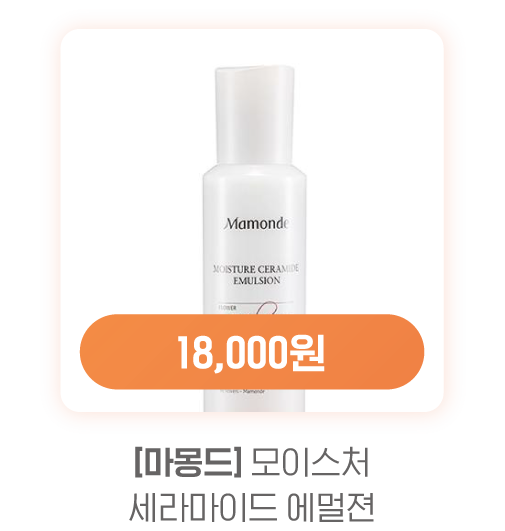 Mamonde
MOISTURE CERAMIDE
EMULSION
FLOWER
18,000원
[마몽드] 모이스처
세라마이드 에멀젼